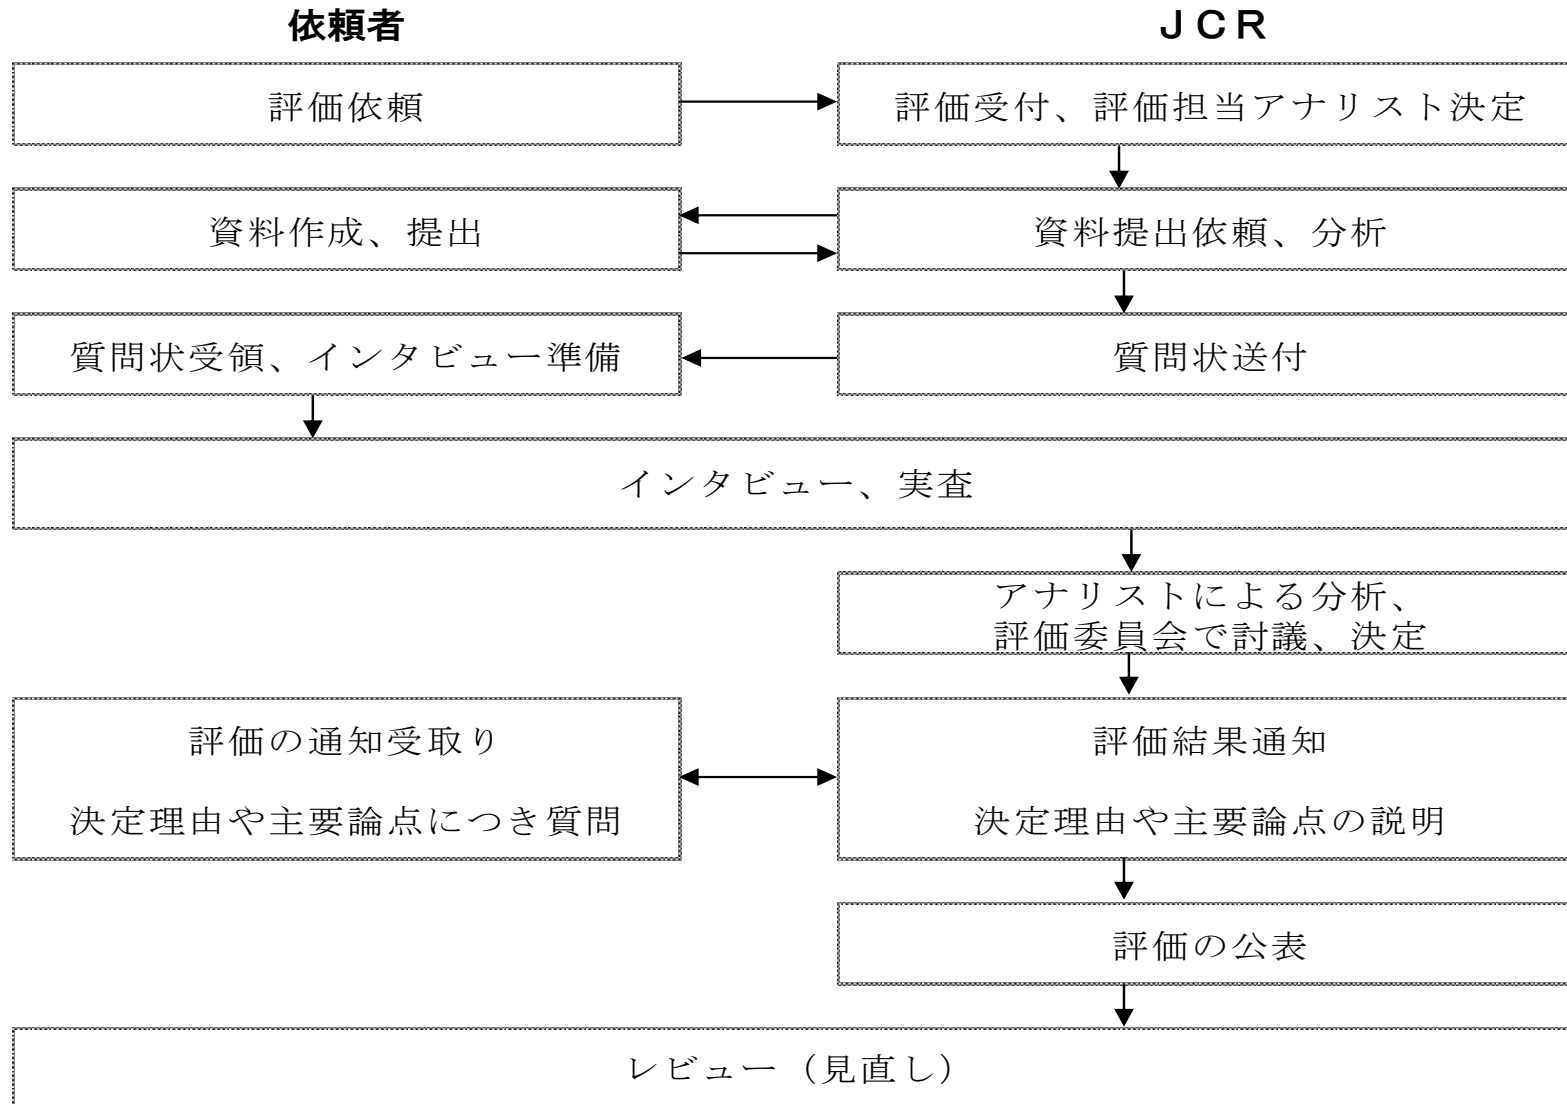 依頼者
ＪＣＲ
評価依頼
評価受付、評価担当アナリスト決定
資料作成、提出
資料提出依頼、分析
質問状受領、インタビュー準備
質問状送付
インタビュー、実査
アナリストによる分析、
評価委員会で討議、決定
評価の通知受取り
決定理由や主要論点につき質問
評価結果通知
決定理由や主要論点の説明
評価の公表
レビュー（見直し）